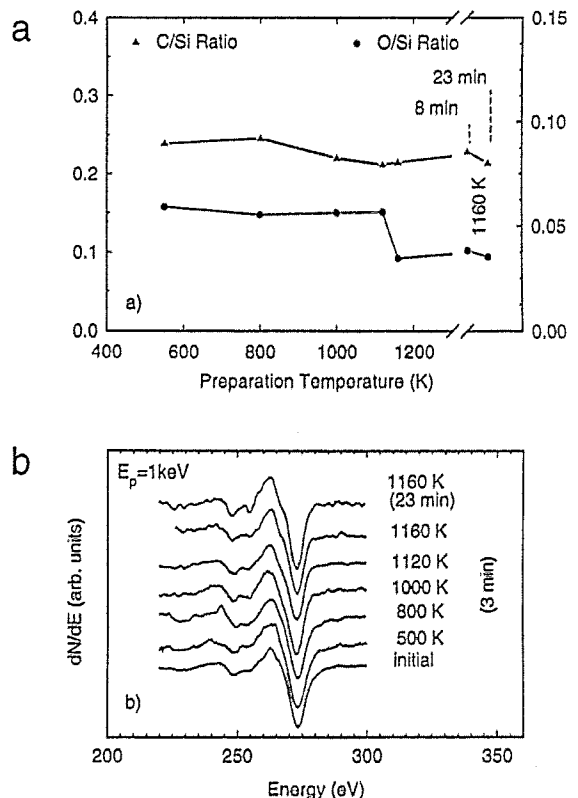 a
0.4
0.3
0.2
0.1
0.0
C/Si Ratio
O/Si Ratio
23 min
8 min
1160 K
0.15
0.10
0.05
0.00
a)
400
600
800
1000
1200
Preparation Temperature (K)
b
Ep=1keV
dN/dE (arb. units)
1160 K
(23 min)
1160 K
1120 K
1000 K
800 K
500 K
initial
(3 min)
b)
200
250
300
350
Energy (eV)